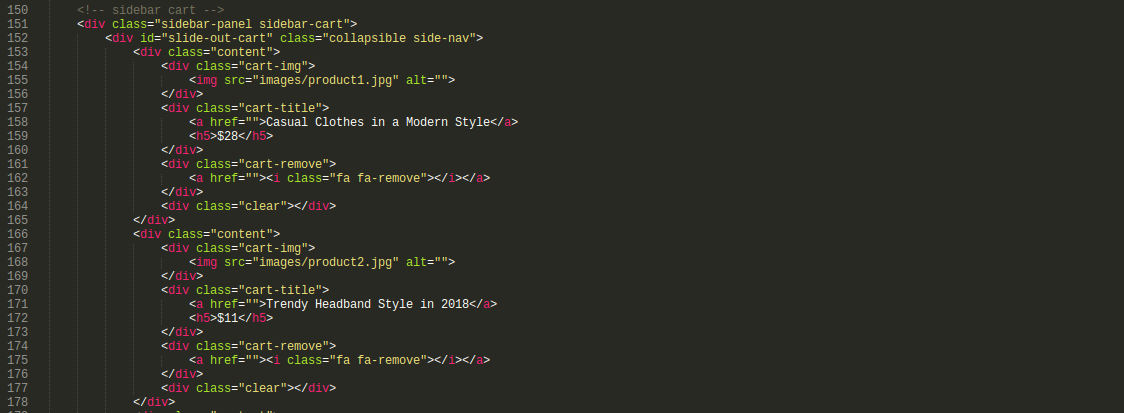 150 <!-- sidebar cart -->
151 <div class="sidebar-panel sidebar-cart">
152 <div id="slide-out-cart" class="collapsible side-nav">
153 <div class="content">
154 <div class="cart-img">
155 <img src="images/product1.jpg" alt="">
156 </div>
157 <div class="cart-title">
158 <a href="">Casual Clothes in a Modern Style</a>
159 <h5>$28</h5>
160 </div>
161 <div class="cart-remove">
162 <a href=""><i class="fa fa-remove"></i></a>
163 </div>
164 <div class="clear"></div>
165 </div>
166 <div class="content">
167 <div class="cart-img">
168 <img src="images/product2.jpg" alt="">
169 </div>
170 <div class="cart-title">
171 <a href="">Trendy Headband Style in 2018</a>
172 <h5>$11</h5>
173 </div>
174 <div class="cart-remove">
175 <a href=""><i class="fa fa-remove"></i></a>
176 </div>
177 <div class="clear"></div>
178 </div>